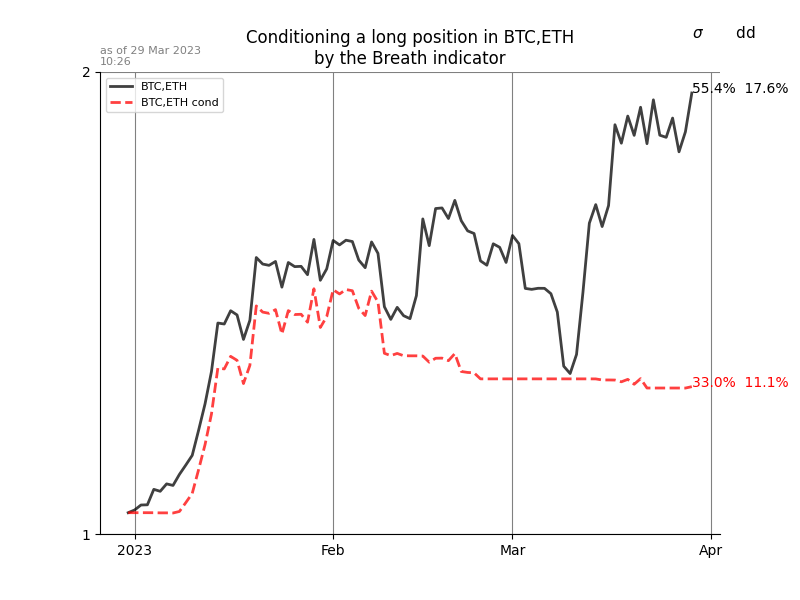 Conditioning a long position in BTC,ETH
by the Breath indicator
σ dd
as of 29 Mar 2023
10:26
2
BTC,ETH
BTC,ETH cond
55.4% 17.6%
33.0% 11.1%
1
2023 Feb Mar Apr